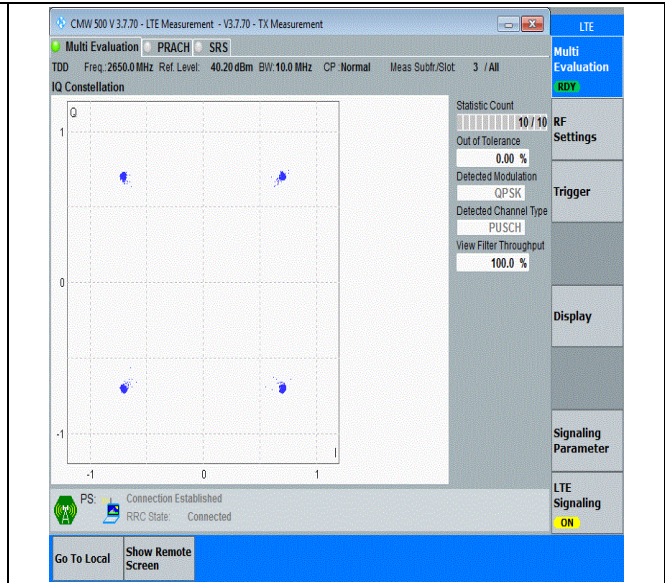 CMW 500 V 3.7.70 - LTE Measurement - V3.7.70 - TX Measurement
LTE
Multi Evaluation PRACH SRS
TDD Freq.:2650.0 MHz Ref. Level: 40.20 dBm BW:10.0 MHz CP :Normal Meas Subfr./Slot: 3 / All
IQ Constellation
Q
1
0
-1
I
-1 0 1
Statistic Count
10 / 10
Out of Tolerance
0.00 %
Detected Modulation
QPSK
Detected Channel Type
PUSCH
View Filter Throughput
100.0 %
Multi
Evaluation
RDY
RF
Settings
Trigger
Display
Signaling
Parameter
LTE
Signaling
ON
PS: Connection Established
RRC State: Connected
Go To Local
Show Remote
Screen